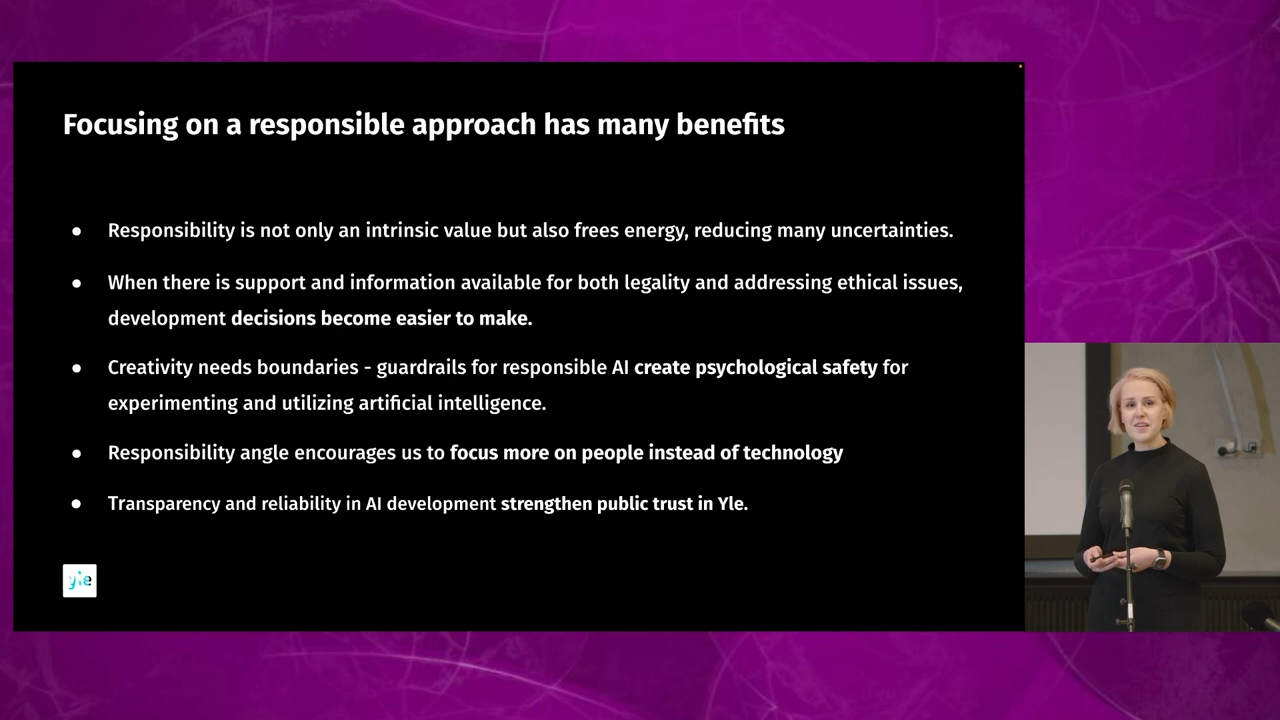 Focusing on a responsible approach has many benefits
● Responsibility is not only an intrinsic value but also frees energy, reducing many uncertainties.
● When there is support and information available for both legality and addressing ethical issues,
development decisions become easier to make.
● Creativity needs boundaries - guardrails for responsible AI create psychological safety for
experimenting and utilizing artificial intelligence.
● Responsibility angle encourages us to focus more on people instead of technology
● Transparency and reliability in AI development strengthen public trust in Yle.
yle